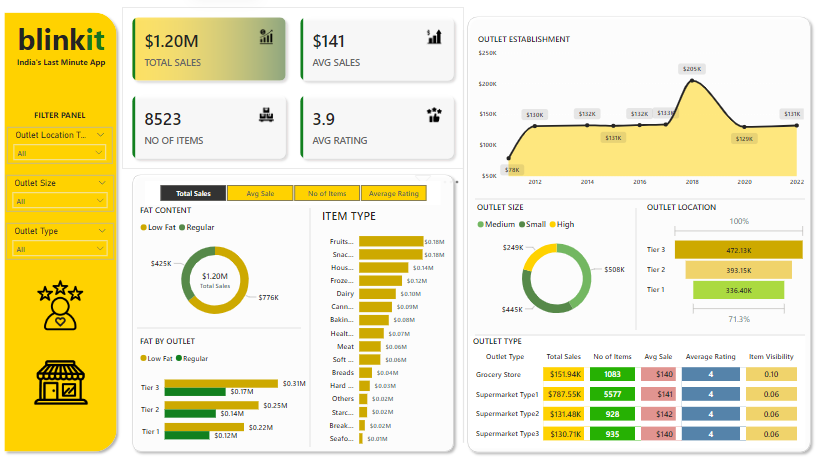 blinkit
India's Last Minute App
FILTER PANEL
Outlet Location T...
All
Outlet Size
All
Outlet Type
All
$1.20M
TOTAL SALES
$141
AVG SALES
8523
NO OF ITEMS
3.9
AVG RATING
Total Sales Avg Sale No of Items Average Rating
FAT CONTENT
Low Fat Regular
$425K
$1.20M
Total Sales
$776K
FAT BY OUTLET
Low Fat Regular
Tier 3 $0.31M
$0.17M
Tier 2 $0.25M
$0.14M
Tier 1 $0.22M
$0.12M
ITEM TYPE
Fruits... $0.18M
Snac... $0.18M
Hous... $0.14M
Froze... $0.12M
Dairy $0.10M
Cann... $0.09M
Bakin... $0.08M
Healt... $0.07M
Meat $0.06M
Soft ... $0.06M
Breads $0.04M
Hard ... $0.03M
Others $0.02M
Starc... $0.02M
Break... $0.02M
Seafo... $0.01M
OUTLET ESTABLISHMENT
$250K
$200K
$150K
$100K
$50K
$78K
$130K
$132K
$131K
$132K
$133K
$205K
$129K
$131K
2012 2014 2016 2018 2020 2022
OUTLET SIZE
Medium Small High
$249K
$508K
$445K
OUTLET LOCATION
100%
Tier 3 472.13K
Tier 2 393.15K
Tier 1 336.40K
71.3%
OUTLET TYPE
Outlet Type Total Sales No of Items Avg Sale Average Rating Item Visibility
Grocery Store $151.94K 1083 $140 4 0.10
Supermarket Type1 $787.55K 5577 $141 4 0.06
Supermarket Type2 $131.48K 928 $142 4 0.06
Supermarket Type3 $130.71K 935 $140 4 0.06